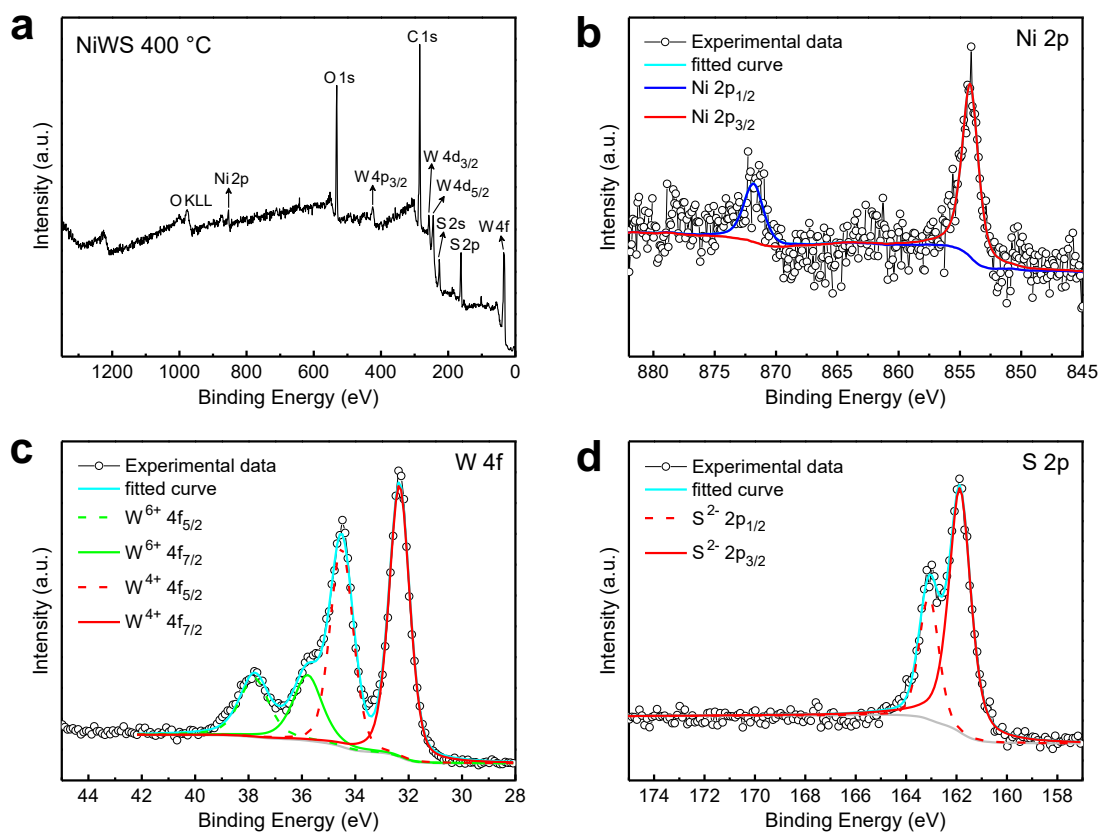 a
NiWS 400 °C
C 1s
O 1s
W 4d3/2
W 4p3/2
W 4d5/2
Ni 2p
S 2s
W 4f
O KLL
S 2p
Intensity (a.u.)
1200 1000 800 600 400 200 0
Binding Energy (eV)
b
Experimental data
Ni 2p
fitted curve
Ni 2p1/2
Ni 2p3/2
Intensity (a.u.)
880 875 870 865 860 855 850 845
Binding Energy (eV)
c
Experimental data
W 4f
fitted curve
W6+ 4f5/2
W6+ 4f7/2
W4+ 4f5/2
W4+ 4f7/2
Intensity (a.u.)
44 42 40 38 36 34 32 30 28
Binding Energy (eV)
d
Experimental data
S 2p
fitted curve
S2- 2p1/2
S2- 2p3/2
Intensity (a.u.)
174 172 170 168 166 164 162 160 158
Binding Energy (eV)